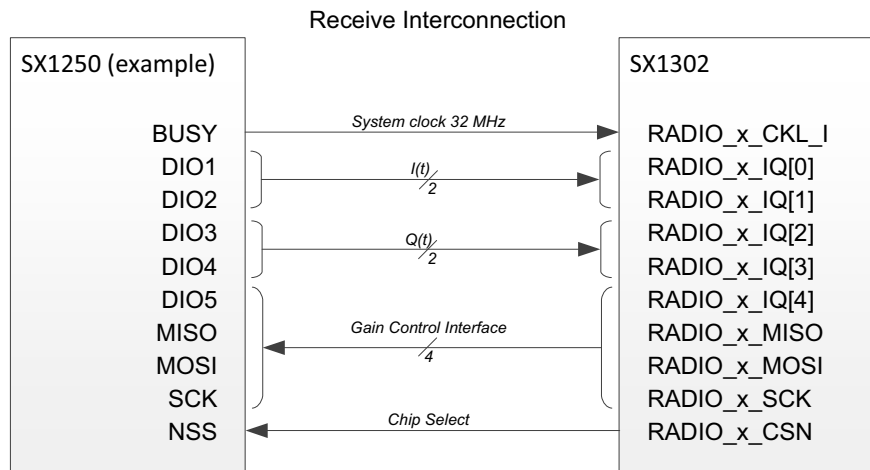 Receive Interconnection
SX1250 (example)
SX1302
BUSY
System clock 32 MHz
RADIO_x_CKL_I
DIO1
I(t)
2
RADIO_x_IQ[0]
DIO2
RADIO_x_IQ[1]
DIO3
Q(t)
2
RADIO_x_IQ[2]
DIO4
RADIO_x_IQ[3]
DIO5
RADIO_x_IQ[4]
MISO
Gain Control Interface
4
RADIO_x_MISO
MOSI
RADIO_x_MOSI
SCK
RADIO_x_SCK
NSS
Chip Select
RADIO_x_CSN